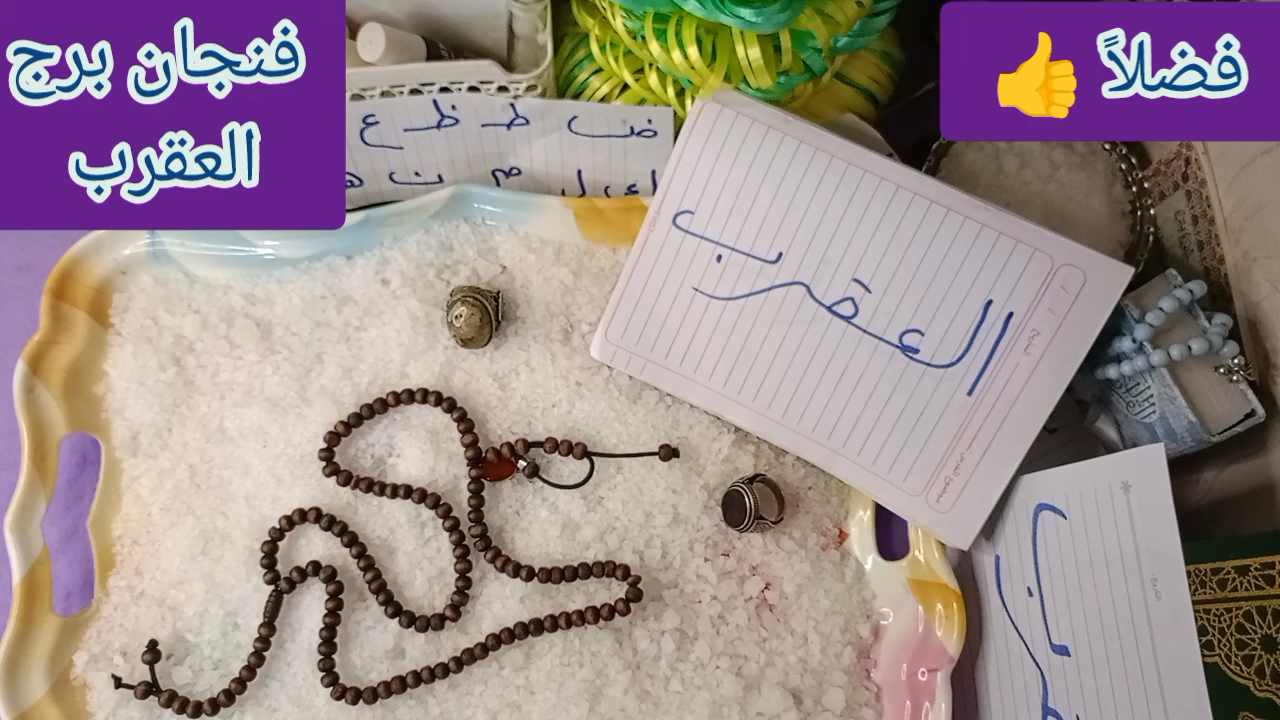 فنجان برج
العقرب
فضلاً 👍
ض ط ظ ع
ك ل م ن ه
العقرب